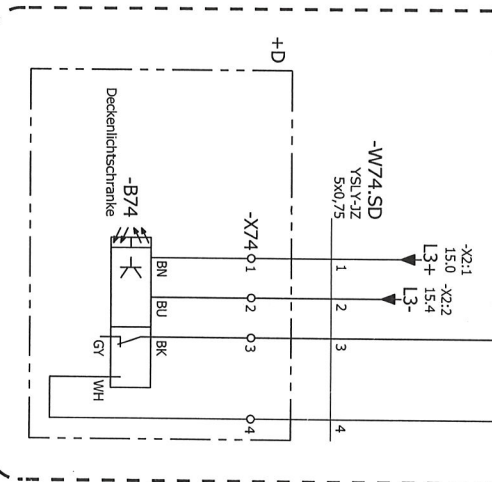 +D
-W74.SD
YSLY-JZ
5x0,75
-X2:1
15.0
L3+
-X2:2
15.4
L3-
Deckenlichtschranke
-B74
-X74
BN
1
1
BU
2
2
BK
3
3
GY
WH
4
4